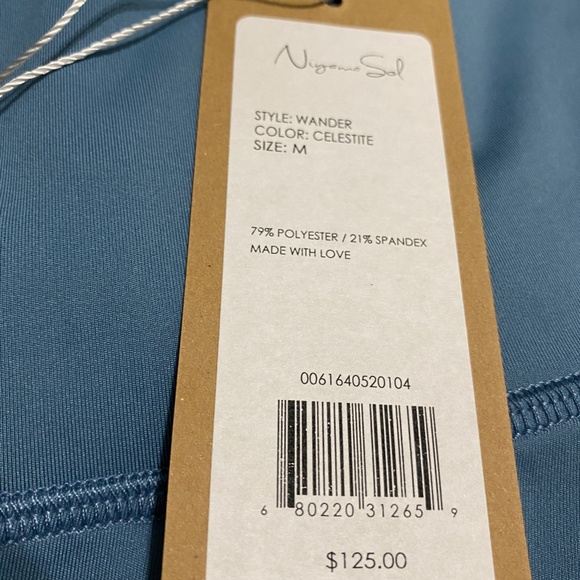 Niyama Sol
STYLE: WANDER
COLOR: CELESTITE
SIZE: M
79% POLYESTER / 21% SPANDEX
MADE WITH LOVE
0061640520104
6 80220 31265 9
$125.00